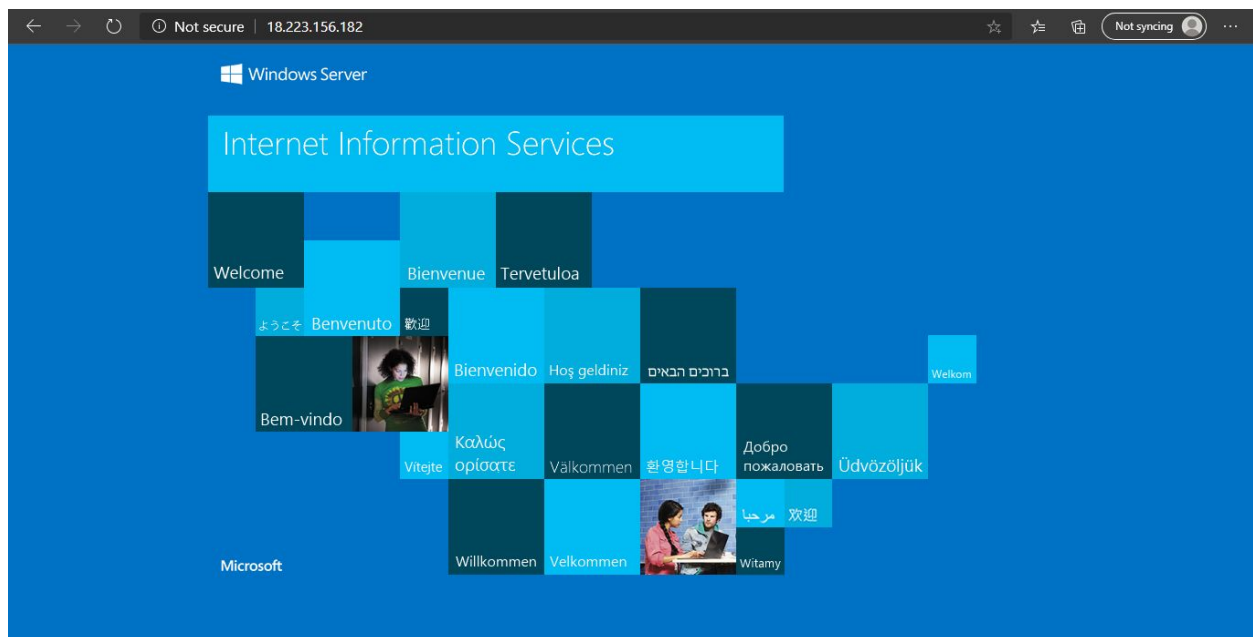 Not secure | 18.223.156.182
Not syncing
Windows Server
Internet Information Services
Welcome
Bienvenue
Tervetuloa
ようこそ
Benvenuto
歡迎
Bienvenido
Hoş geldiniz
ברוכים הבאים
Welkom
Bem-vindo
Vítejte
Καλώς
ορίσατε
Välkommen
환영합니다
Добро
пожаловать
Üdvözöljük
مرحبا
欢迎
Microsoft
Willkommen
Velkommen
Witamy